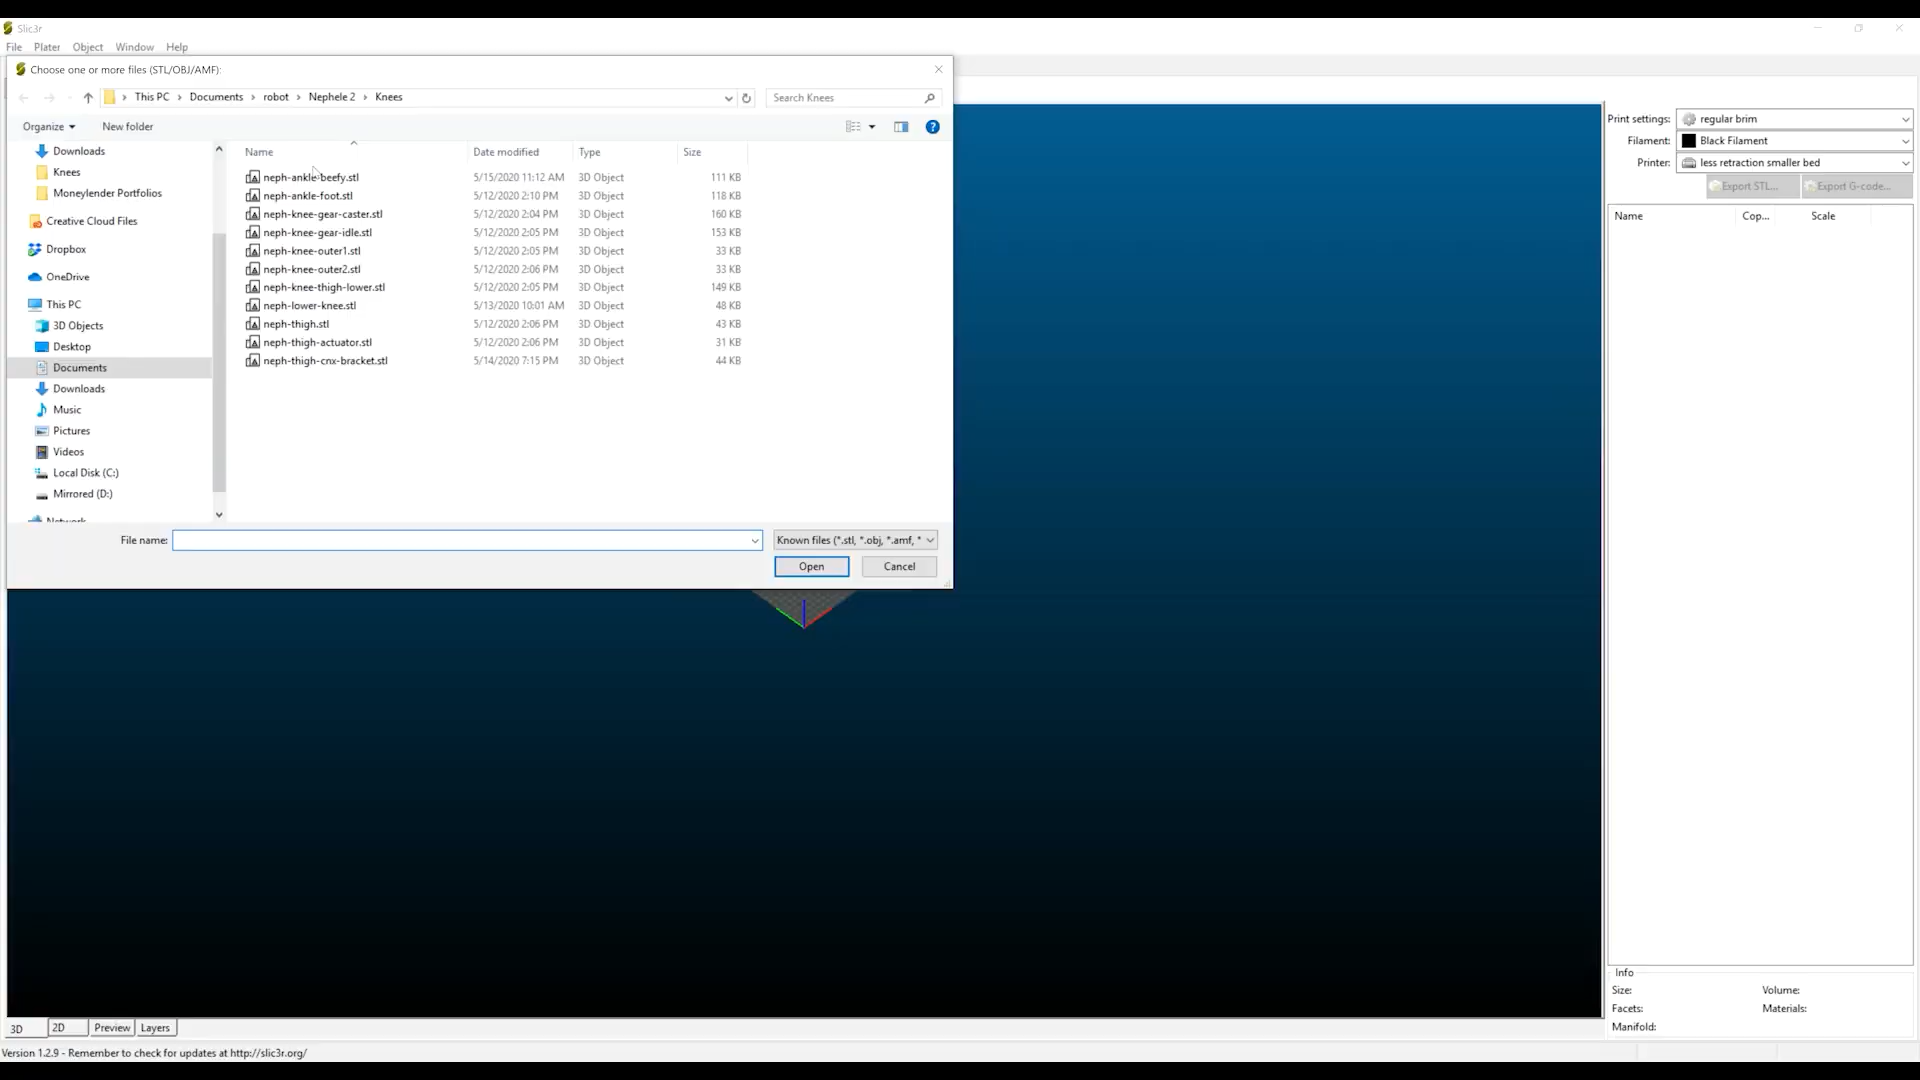 Slic3r
File Plater Object Window Help
Choose one or more files (STL/OBJ/AMF):
This PC > Documents > robot > Nephele 2 > Knees
Search Knees
Organize New folder
Downloads
Knees
Moneylender Portfolios
Creative Cloud Files
Dropbox
OneDrive
This PC
3D Objects
Desktop
Documents
Downloads
Music
Pictures
Videos
Local Disk (C:)
Mirrored (D:)
Network
Name Date modified Type Size
neph-ankle-beefy.stl 5/15/2020 11:12 AM 3D Object 111 KB
neph-ankle-foot.stl 5/12/2020 2:10 PM 3D Object 118 KB
neph-knee-gear-caster.stl 5/12/2020 2:04 PM 3D Object 160 KB
neph-knee-gear-idle.stl 5/12/2020 2:05 PM 3D Object 153 KB
neph-knee-outer1.stl 5/12/2020 2:05 PM 3D Object 33 KB
neph-knee-outer2.stl 5/12/2020 2:06 PM 3D Object 33 KB
neph-knee-thigh-lower.stl 5/12/2020 2:05 PM 3D Object 149 KB
neph-lower-knee.stl 5/13/2020 10:01 AM 3D Object 48 KB
neph-thigh.stl 5/12/2020 2:06 PM 3D Object 43 KB
neph-thigh-actuator.stl 5/12/2020 2:06 PM 3D Object 31 KB
neph-thigh-cnx-bracket.stl 5/14/2020 7:15 PM 3D Object 44 KB
File name:
Known files (*.stl, *.obj, *.amf, *
Open Cancel
Print settings: regular brim
Filament: Black Filament
Printer: less retraction smaller bed
Export STL... Export G-code...
Name Cop... Scale
Info
Size: Volume:
Facets: Materials:
Manifold:
3D 2D Preview Layers
Version 1.2.9 - Remember to check for updates at http://slic3r.org/